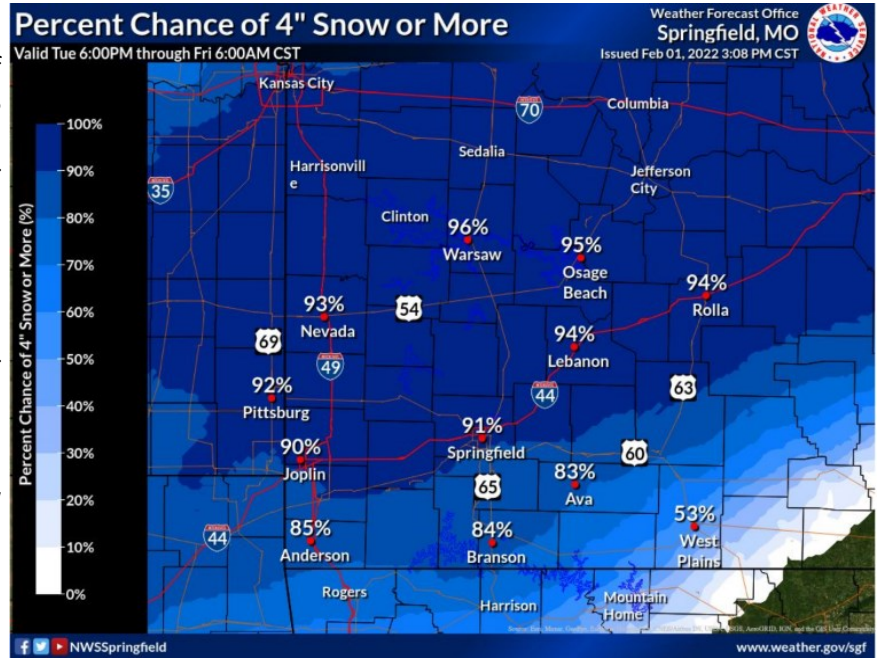 Percent Chance of 4" Snow or More
Valid Tue 6:00PM through Fri 6:00AM CST
Weather Forecast Office
Springfield, MO
Issued Feb 01, 2022 3:08 PM CST
NATIONAL WEATHER SERVICE
Percent Chance of 4" Snow or More (%)
100%
90%
80%
70%
60%
50%
40%
30%
20%
10%
0%
Kansas City
70
Columbia
Sedalia
Harrisonvill
e
Jefferson
City
35
Clinton
96%
Warsaw
95%
Osage
Beach
94%
Rolla
93%
Nevada
54
69
94%
Lebanon
49
92%
Pittsburg
44
63
91%
Springfield
90%
Joplin
60
65
83%
Ava
44
85%
Anderson
84%
Branson
53%
West
Plains
Rogers
Harrison
Mountain
Home
NWSSpringfield
www.weather.gov/sgf